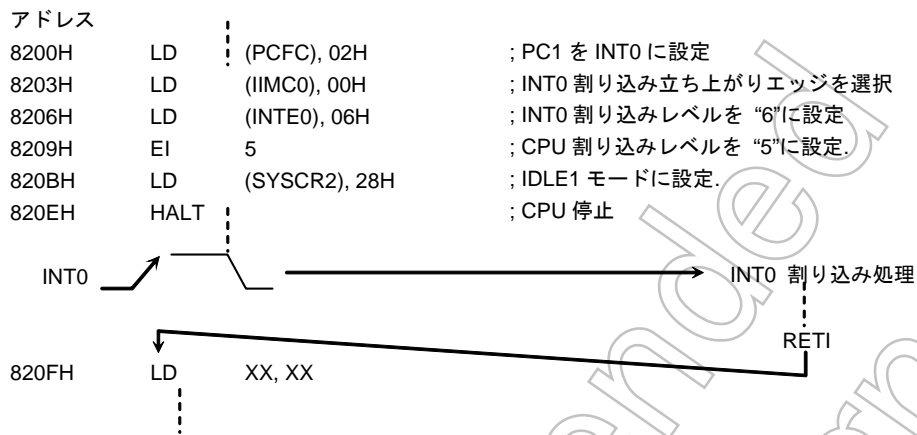 アドレス
8200H LD (PCFC), 02H ; PC1 を INT0 に設定
8203H LD (IIMC0), 00H ; INT0 割り込み立ち上がりエッジを選択
8206H LD (INTE0), 06H ; INT0 割り込みレベルを “6”に設定
8209H EI 5 ; CPU 割り込みレベルを “5”に設定.
820BH LD (SYSCR2), 28H ; IDLE1 モードに設定.
820EH HALT ; CPU 停止
INT0 INT0 割り込み処理
RETI
820FH LD XX, XX